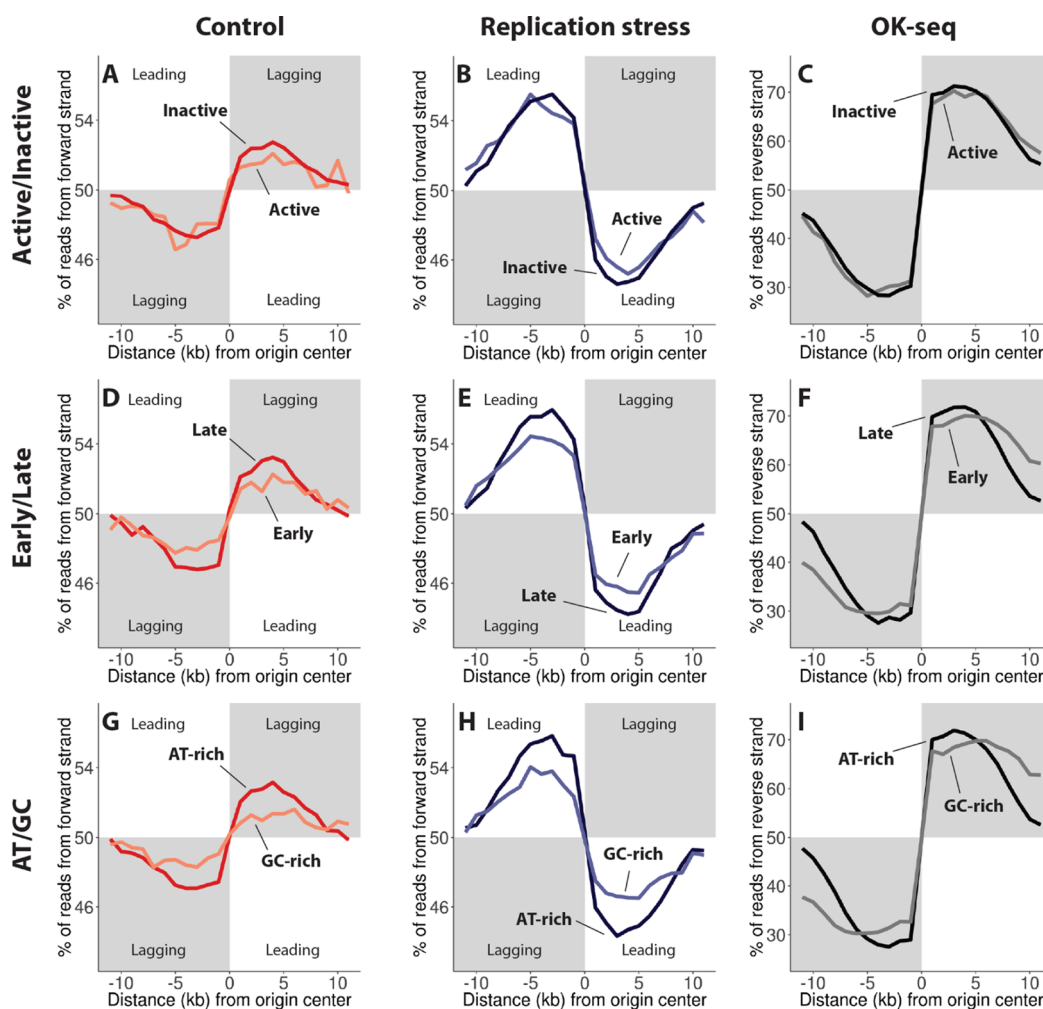 Control
Replication stress
OK-seq
Active/Inactive
A
Leading
Lagging
Inactive
Active
Lagging
Leading
% of reads from forward strand
54
50
46
-10 -5 0 5 10
Distance (kb) from origin center
B
Leading
Lagging
Active
Inactive
Lagging
Leading
% of reads from forward strand
54
50
46
-10 -5 0 5 10
Distance (kb) from origin center
C
Inactive
Active
% of reads from reverse strand
70
60
50
40
30
-10 -5 0 5 10
Distance (kb) from origin center
Early/Late
D
Leading
Lagging
Late
Early
Lagging
Leading
% of reads from forward strand
54
50
46
-10 -5 0 5 10
Distance (kb) from origin center
E
Leading
Lagging
Early
Late
Lagging
Leading
% of reads from forward strand
54
50
46
-10 -5 0 5 10
Distance (kb) from origin center
F
Late
Early
% of reads from reverse strand
70
60
50
40
30
-10 -5 0 5 10
Distance (kb) from origin center
AT/GC
G
Leading
Lagging
AT-rich
GC-rich
Lagging
Leading
% of reads from forward strand
54
50
46
-10 -5 0 5 10
Distance (kb) from origin center
H
Leading
Lagging
GC-rich
AT-rich
Lagging
Leading
% of reads from forward strand
54
50
46
-10 -5 0 5 10
Distance (kb) from origin center
I
AT-rich
GC-rich
% of reads from reverse strand
70
60
50
40
30
-10 -5 0 5 10
Distance (kb) from origin center